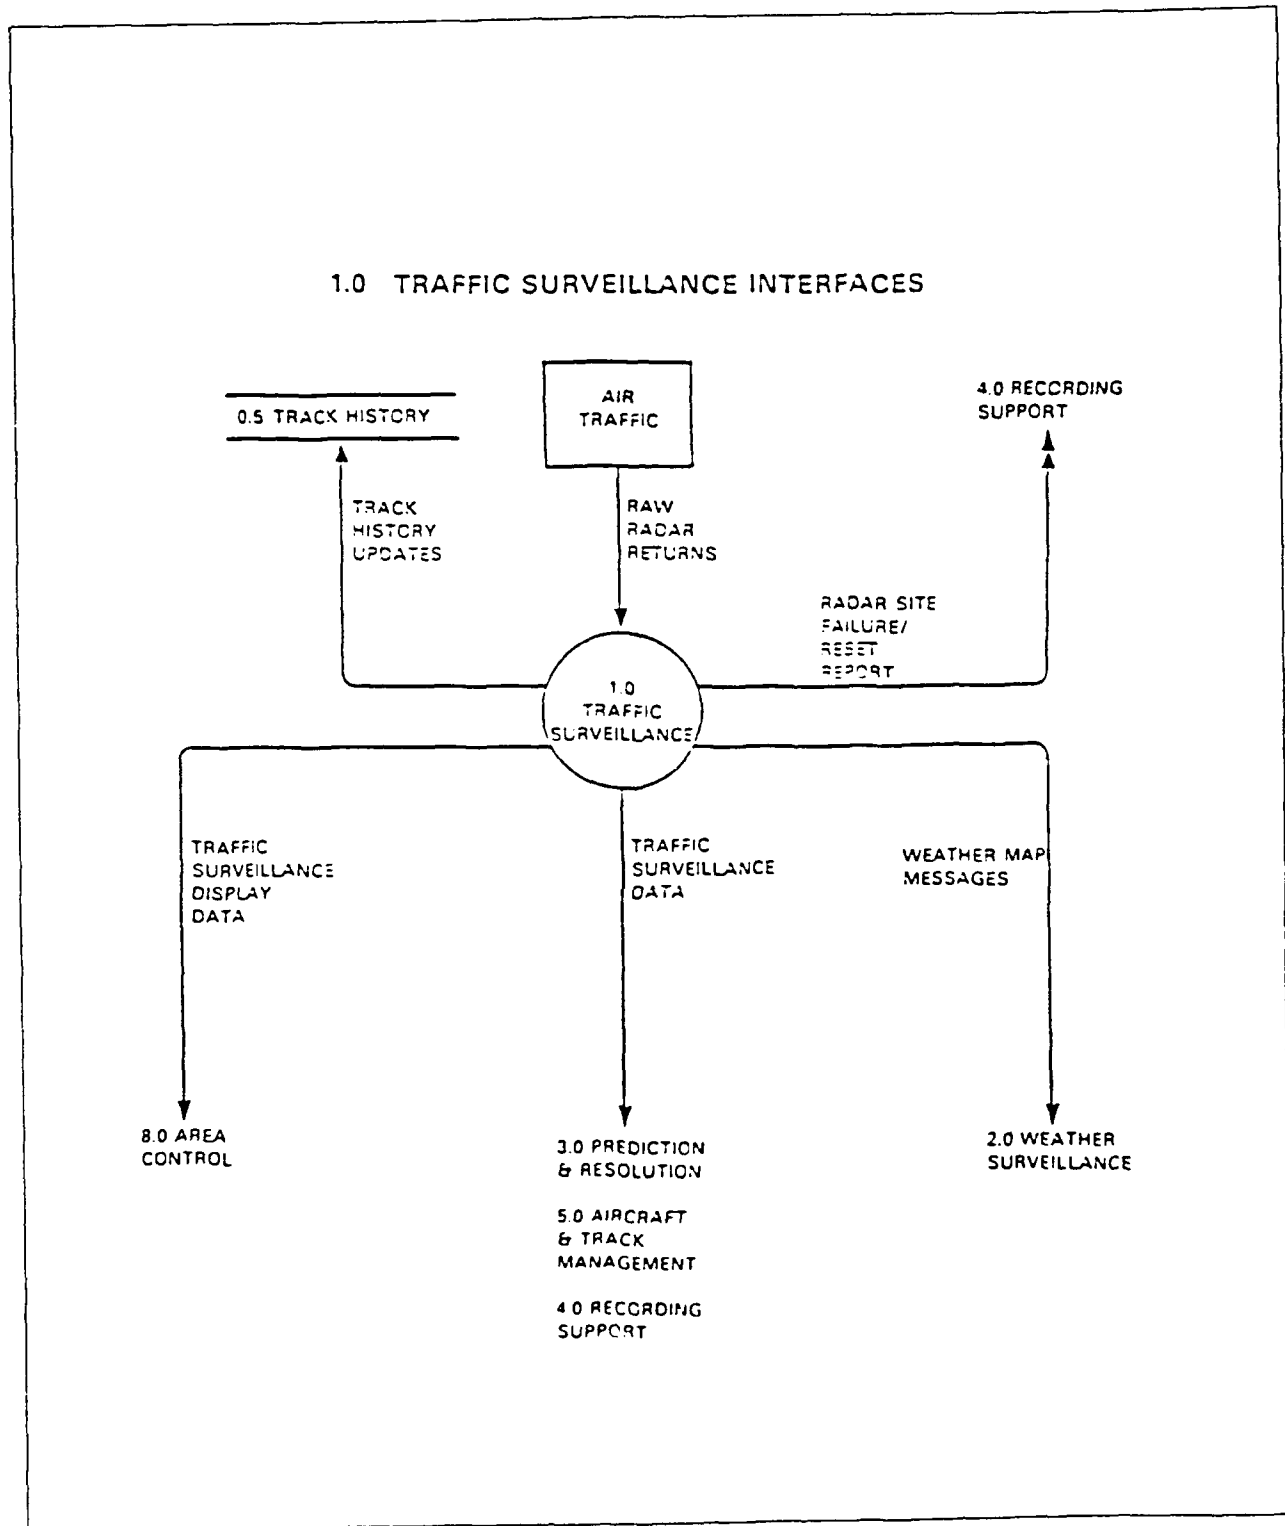 1.0 TRAFFIC SURVEILLANCE INTERFACES
0.5 TRACK HISTORY
AIR
TRAFFIC
4.0 RECORDING
SUPPORT
TRACK
HISTORY
UPDATES
RAW
RADAR
RETURNS
RADAR SITE
FAILURE/
RESET
REPORT
1.0
TRAFFIC
SURVEILLANCE
TRAFFIC
SURVEILLANCE
DISPLAY
DATA
TRAFFIC
SURVEILLANCE
DATA
WEATHER MAP
MESSAGES
8.0 AREA
CONTROL
3.0 PREDICTION
& RESOLUTION
5.0 AIRCRAFT
& TRACK
MANAGEMENT
4.0 RECORDING
SUPPORT
2.0 WEATHER
SURVEILLANCE